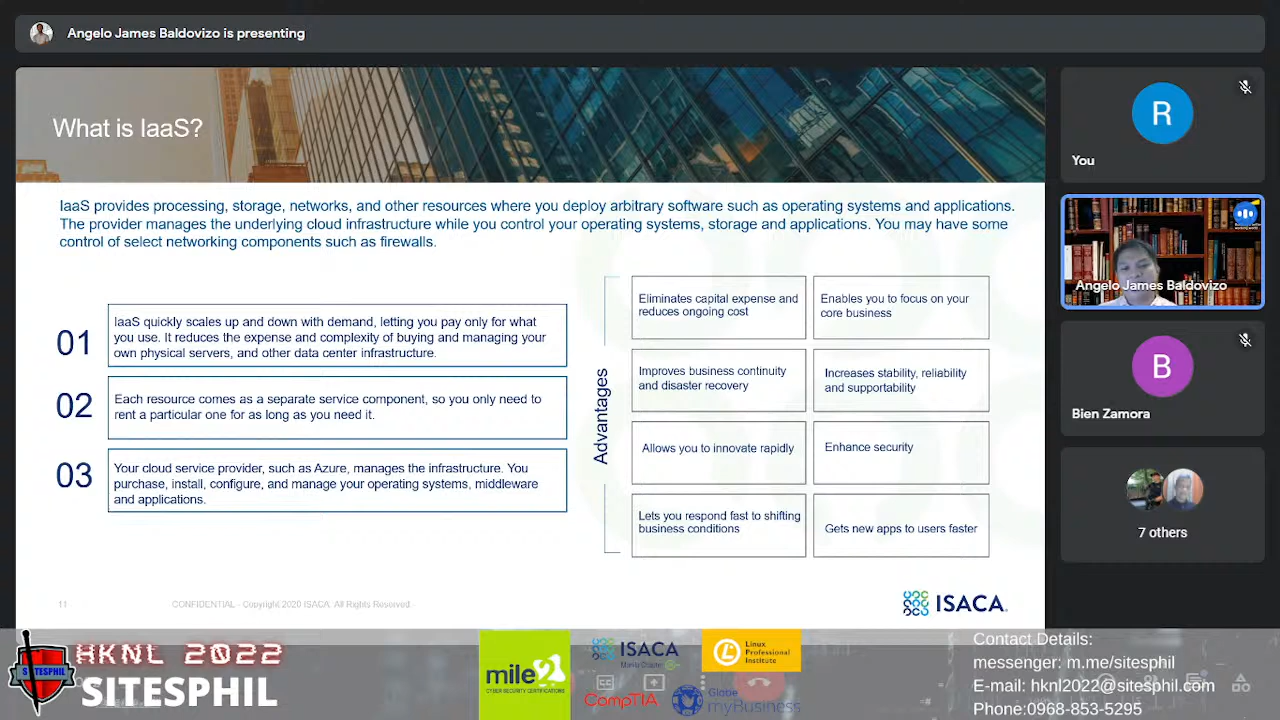 Angelo James Baldovizo is presenting
What is IaaS?
IaaS provides processing, storage, networks, and other resources where you deploy arbitrary software such as operating systems and applications.
The provider manages the underlying cloud infrastructure while you control your operating systems, storage and applications. You may have some
control of select networking components such as firewalls.
01
IaaS quickly scales up and down with demand, letting you pay only for what
you use. It reduces the expense and complexity of buying and managing your
own physical servers, and other data center infrastructure.
02
Each resource comes as a separate service component, so you only need to
rent a particular one for as long as you need it.
03
Your cloud service provider, such as Azure, manages the infrastructure. You
purchase, install, configure, and manage your operating systems, middleware
and applications.
Advantages
Eliminates capital expense and
reduces ongoing cost
Enables you to focus on your
core business
Improves business continuity
and disaster recovery
Increases stability, reliability
and supportability
Allows you to innovate rapidly
Enhance security
Lets you respond fast to shifting
business conditions
Gets new apps to users faster
11
CONFIDENTIAL - Copyright 2020 ISACA. All Rights Reserved
ISACA.
R
You
Angelo James Baldovizo
B
Bien Zamora
7 others
SITESPHIL
HKNL 2022
SITESPHIL
mile2
CYBER SECURITY CERTIFICATIONS
ISACA
Manila Chapter
CompTIA
Linux
Professional
Institute
Globe
myBusiness
Contact Details:
messenger: m.me/sitesphil
E-mail: hknl2022@sitesphil.com
Phone:0968-853-5295